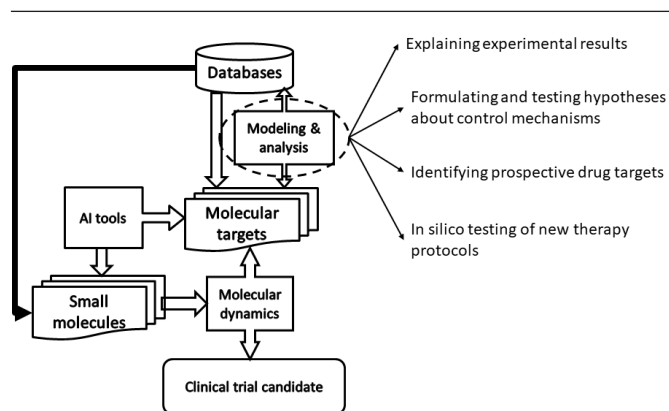 Databases
Explaining experimental results
Modeling &
analysis
Formulating and testing hypotheses
about control mechanisms
Identifying prospective drug targets
AI tools
Molecular
targets
In silico testing of new therapy
protocols
Small
molecules
Molecular
dynamics
Clinical trial candidate